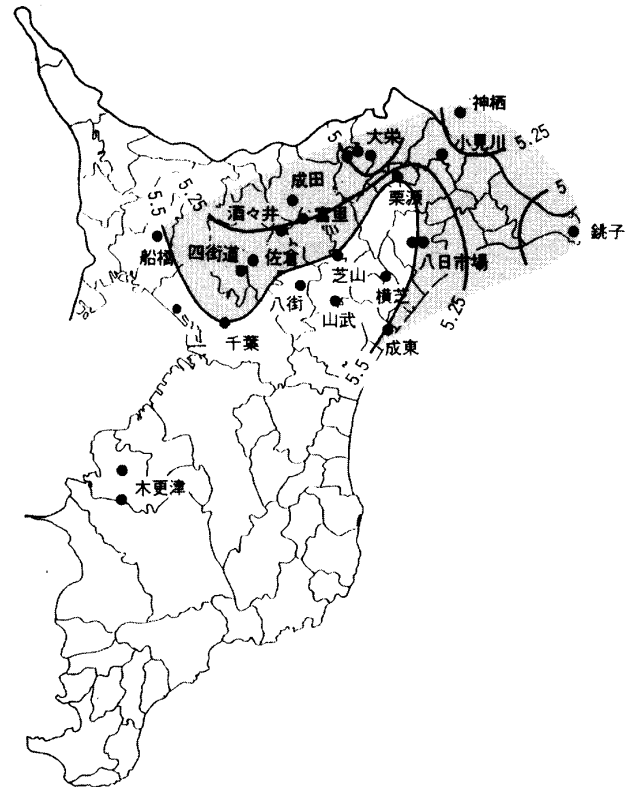 神栖
大栄
小見川
5.25
5
成田
5.25
5.5
酒々井
富里
栗源
5
銚子
船橋
四街道
佐倉
八日市場
芝山
八街
横芝
山武
5.25
千葉
成東
5.5
木更津